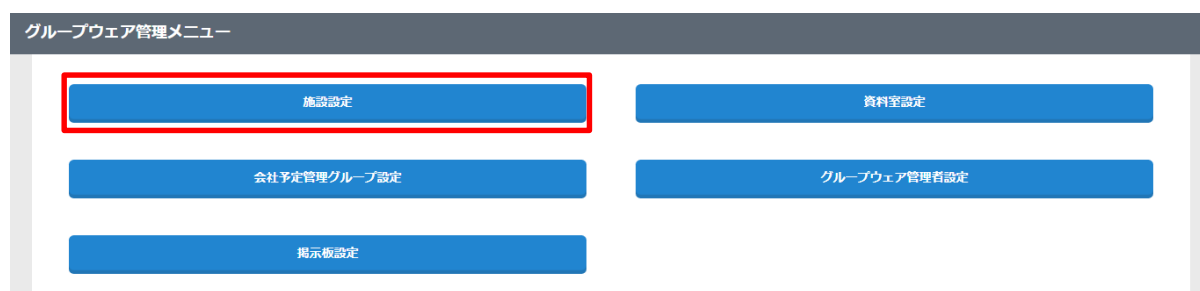 グループウェア管理メニュー
施設設定
資料室設定
会社予定管理グループ設定
グループウェア管理者設定
掲示板設定